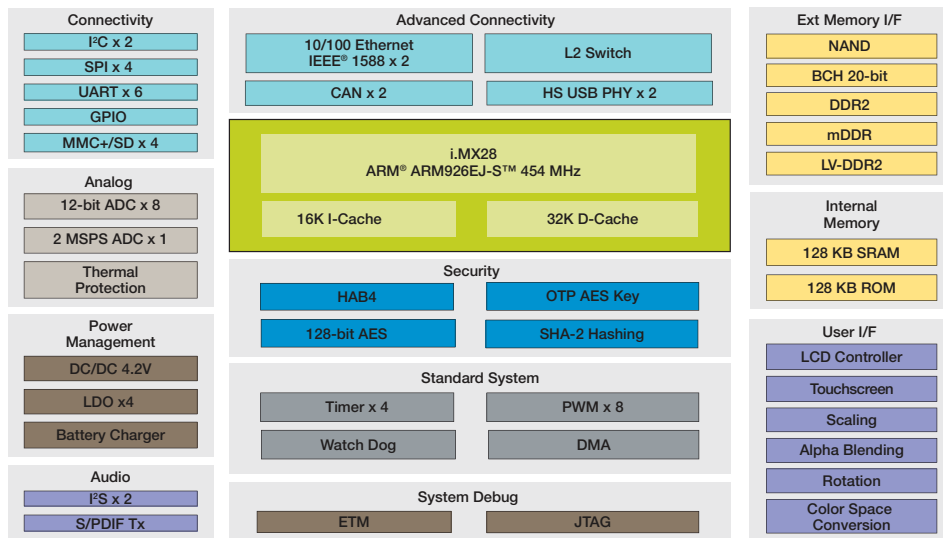 Connectivity
I²C x 2
SPI x 4
UART x 6
GPIO
MMC+/SD x 4
Analog
12-bit ADC x 8
2 MSPS ADC x 1
Thermal
Protection
Power
Management
DC/DC 4.2V
LDO x4
Battery Charger
Audio
I²S x 2
S/PDIF Tx
Advanced Connectivity
10/100 Ethernet
IEEE® 1588 x 2
L2 Switch
CAN x 2
HS USB PHY x 2
i.MX28
ARM® ARM926EJ-S™ 454 MHz
16K I-Cache
32K D-Cache
Security
HAB4
OTP AES Key
128-bit AES
SHA-2 Hashing
Standard System
Timer x 4
PWM x 8
Watch Dog
DMA
System Debug
ETM
JTAG
Ext Memory I/F
NAND
BCH 20-bit
DDR2
mDDR
LV-DDR2
Internal
Memory
128 KB SRAM
128 KB ROM
User I/F
LCD Controller
Touchscreen
Scaling
Alpha Blending
Rotation
Color Space
Conversion